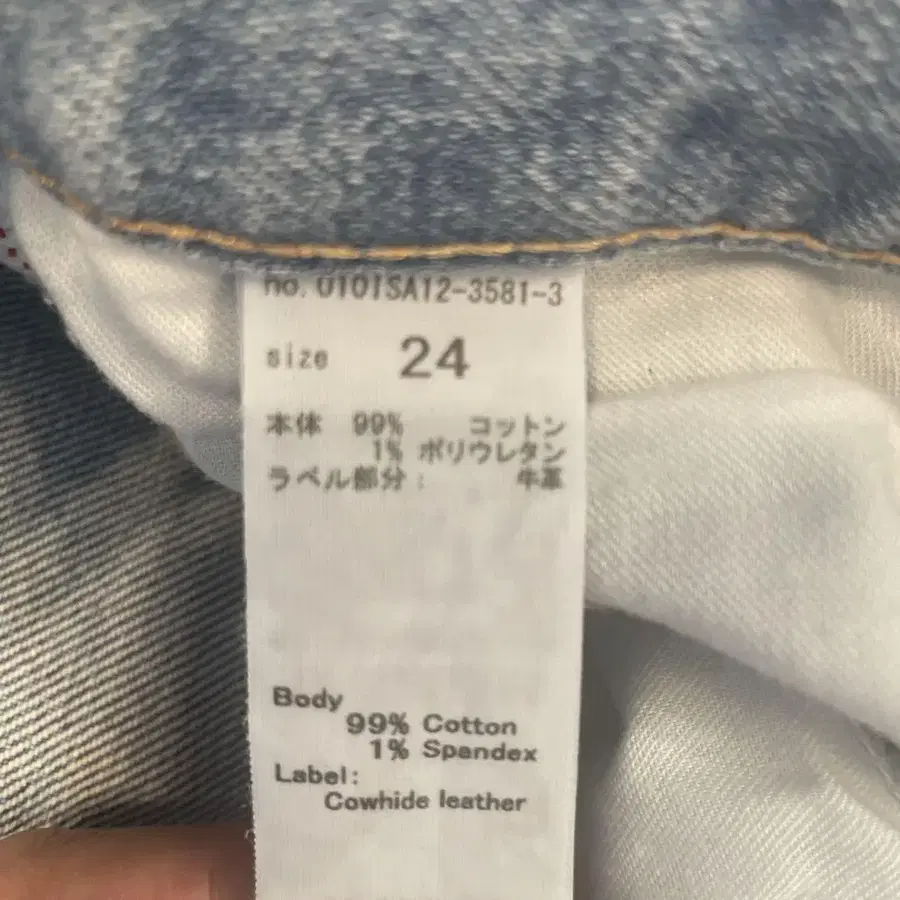 no. 0101SA12-3581-3
size 24
本体 99% コットン
1% ポリウレタン
ラベル部分: 牛革
Body
99% Cotton
1% Spandex
Label:
Cowhide leather